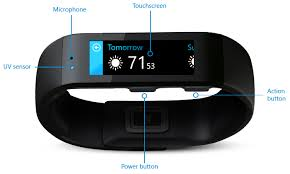 Microphone
Touchscreen
Tomorrow
Su
71 53
UV sensor
Action
button
Power button